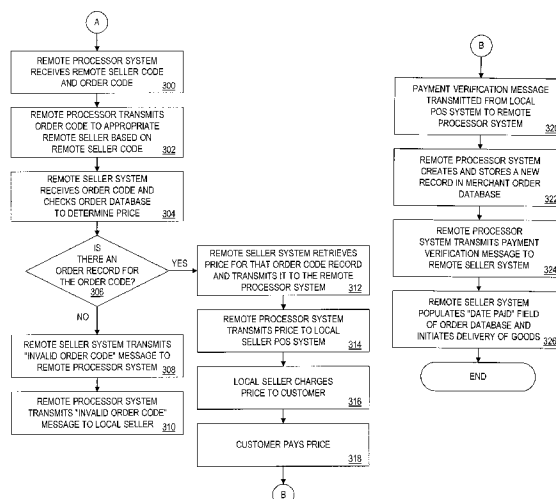 A
REMOTE PROCESSOR SYSTEM
RECEIVES REMOTE SELLER CODE
AND ORDER CODE
300
REMOTE PROCESSOR TRANSMITS
ORDER CODE TO APPROPRIATE
REMOTE SELLER BASED ON
REMOTE SELLER CODE
302
REMOTE SELLER SYSTEM
RECEIVES ORDER CODE AND
CHECKS ORDER DATABASE
TO DETERMINE PRICE
304
IS
THERE AN
ORDER RECORD FOR
THE ORDER CODE?
306
YES
NO
REMOTE SELLER SYSTEM TRANSMITS
"INVALID ORDER CODE" MESSAGE TO
REMOTE PROCESSOR SYSTEM
308
REMOTE PROCESSOR SYSTEM
TRANSMITS "INVALID ORDER CODE"
MESSAGE TO LOCAL SELLER
310
REMOTE SELLER SYSTEM RETRIEVES
PRICE FOR THAT ORDER CODE RECORD
AND TRANSMITS IT TO THE REMOTE
PROCESSOR SYSTEM
312
REMOTE PROCESSOR SYSTEM
TRANSMITS PRICE TO LOCAL
SELLER POS SYSTEM
314
LOCAL SELLER CHARGES
PRICE TO CUSTOMER
316
CUSTOMER PAYS PRICE
318
B
B
PAYMENT VERIFICATION MESSAGE
TRANSMITTED FROM LOCAL
POS SYSTEM TO REMOTE
PROCESSOR SYSTEM
320
REMOTE PROCESSOR SYSTEM
CREATES AND STORES A NEW
RECORD IN MERCHANT ORDER
DATABASE
322
REMOTE PROCESSOR
SYSTEM TRANSMITS PAYMENT
VERIFICATION MESSAGE TO
REMOTE SELLER SYSTEM
324
REMOTE SELLER SYSTEM
POPULATES "DATE PAID" FIELD
OF ORDER DATABASE AND
INITIATES DELIVERY OF GOODS
326
END